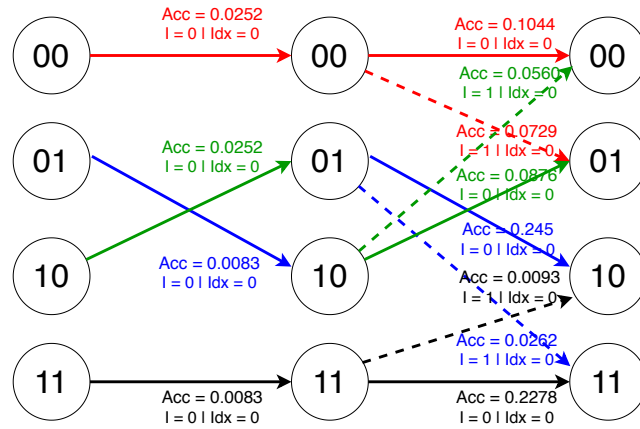 Acc = 0.0252
I = 0 | Idx = 0
Acc = 0.1044
I = 0 | Idx = 0
00
00
00
Acc = 0.0560
I = 1 | Idx = 0
Acc = 0.0252
I = 0 | Idx = 0
Acc = 0.0729
I = 1 | Idx = 0
01
01
01
Acc = 0.0876
I = 0 | Idx = 0
Acc = 0.245
I = 0 | Idx = 0
Acc = 0.0083
I = 0 | Idx = 0
10
10
10
Acc = 0.0093
I = 1 | Idx = 0
Acc = 0.0262
I = 1 | Idx = 0
11
11
11
Acc = 0.0083
I = 0 | Idx = 0
Acc = 0.2278
I = 0 | Idx = 0